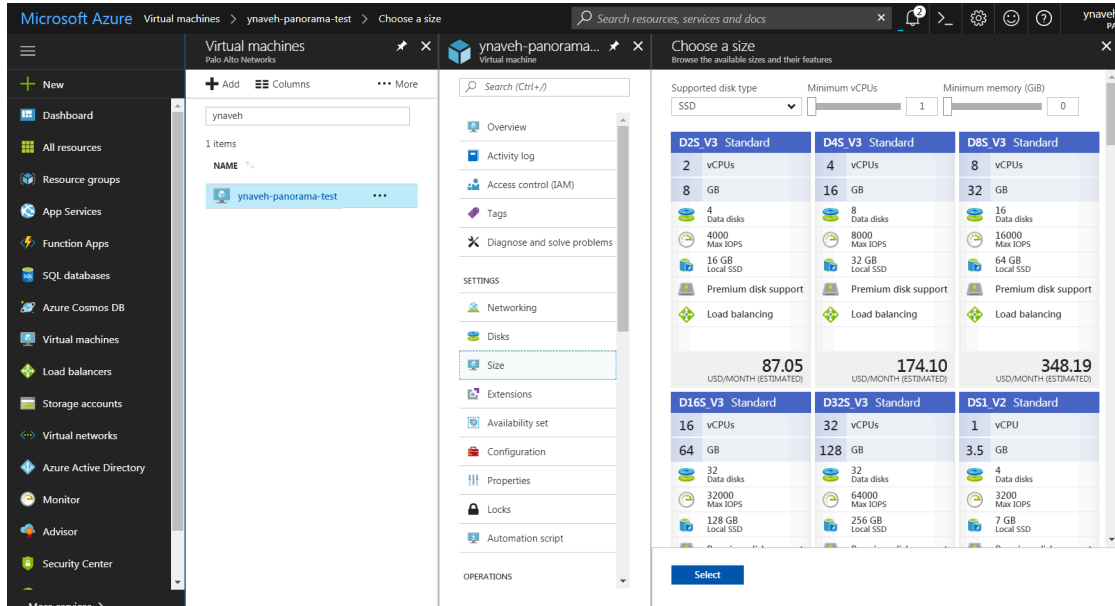 Microsoft Azure Virtual machines > ynaveh-panorama-test > Choose a size
Search resources, services and docs
×
2
>_
?
ynaveh
PA
New
Dashboard
All resources
Resource groups
App Services
Function Apps
SQL databases
Azure Cosmos DB
Virtual machines
Load balancers
Storage accounts
Virtual networks
Azure Active Directory
Monitor
Advisor
Security Center
More services >
Virtual machines
Palo Alto Networks
Add Columns ••• More
ynaveh
1 items
NAME
ynaveh-panorama-test •••
ynaveh-panorama...
Virtual machine
Search (Ctrl+/)
Overview
Activity log
Access control (IAM)
Tags
Diagnose and solve problems
SETTINGS
Networking
Disks
Size
Extensions
Availability set
Configuration
Properties
Locks
Automation script
OPERATIONS
Choose a size
Browse the available sizes and their features
Supported disk type Minimum vCPUs Minimum memory (GiB)
SSD 1 0
D2S_V3 Standard
2 vCPUs
8 GB
4
Data disks
4000
Max IOPS
16 GB
Local SSD
Premium disk support
Load balancing
87.05
USD/MONTH (ESTIMATED)
D4S_V3 Standard
4 vCPUs
16 GB
8
Data disks
8000
Max IOPS
32 GB
Local SSD
Premium disk support
Load balancing
174.10
USD/MONTH (ESTIMATED)
D8S_V3 Standard
8 vCPUs
32 GB
16
Data disks
16000
Max IOPS
64 GB
Local SSD
Premium disk support
Load balancing
348.19
USD/MONTH (ESTIMATED)
D16S_V3 Standard
16 vCPUs
64 GB
32
Data disks
32000
Max IOPS
128 GB
Local SSD
D32S_V3 Standard
32 vCPUs
128 GB
32
Data disks
64000
Max IOPS
256 GB
Local SSD
DS1_V2 Standard
1 vCPU
3.5 GB
4
Data disks
3200
Max IOPS
7 GB
Local SSD
Select